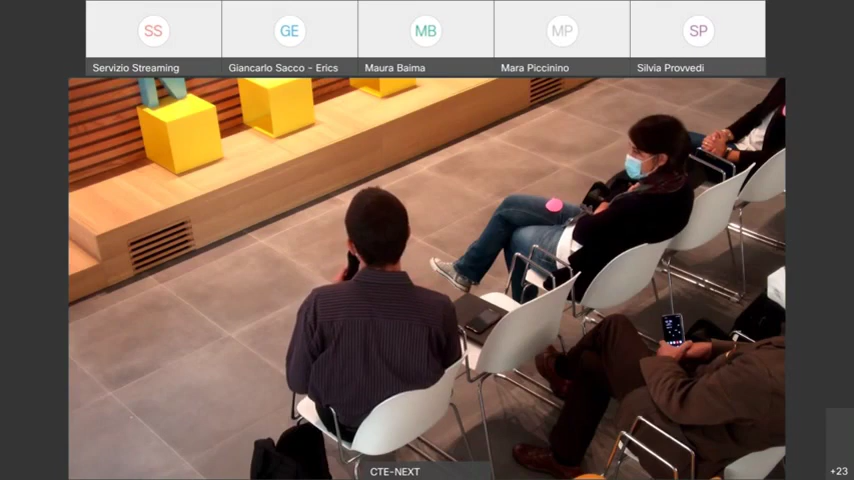 SS
GE
MB
MP
SP
Servizio Streaming
Giancarlo Sacco - Erics
Maura Baima
Mara Piccinino
Silvia Provvedi
CTE-NEXT
+23